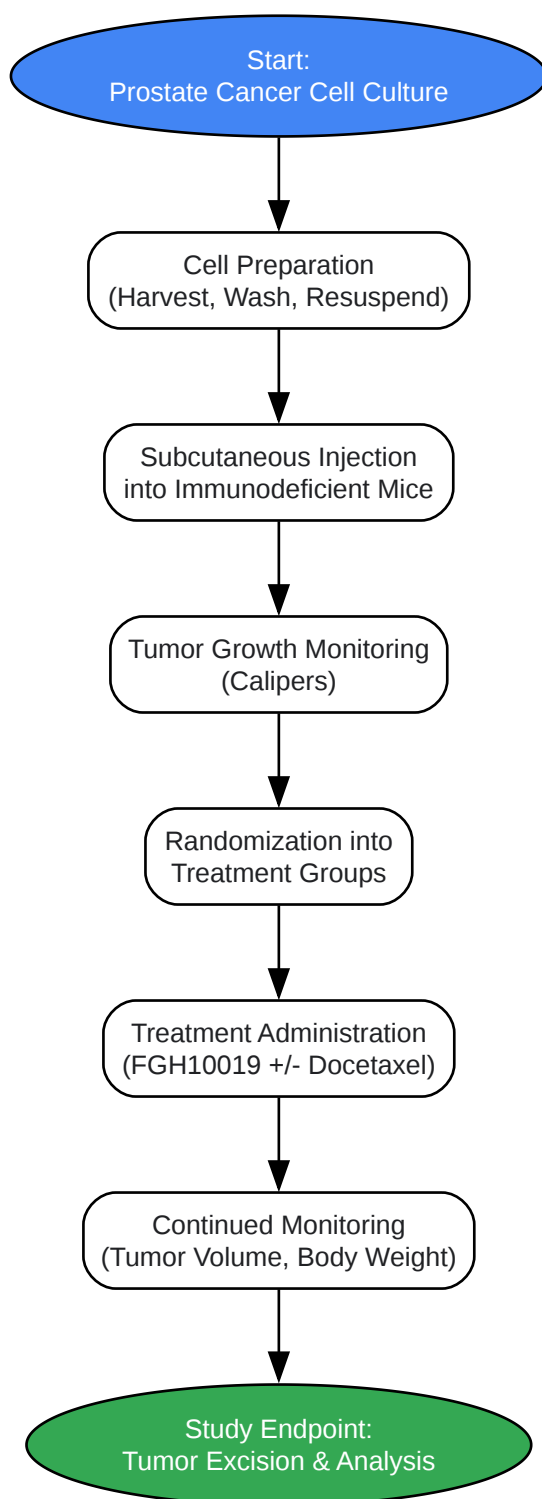 Start:
Prostate Cancer Cell Culture
Cell Preparation
(Harvest, Wash, Resuspend)
Subcutaneous Injection
into Immunodeficient Mice
Tumor Growth Monitoring
(Calipers)
Randomization into
Treatment Groups
Treatment Administration
(FGH10019 +/- Docetaxel)
Continued Monitoring
(Tumor Volume, Body Weight)
Study Endpoint:
Tumor Excision & Analysis